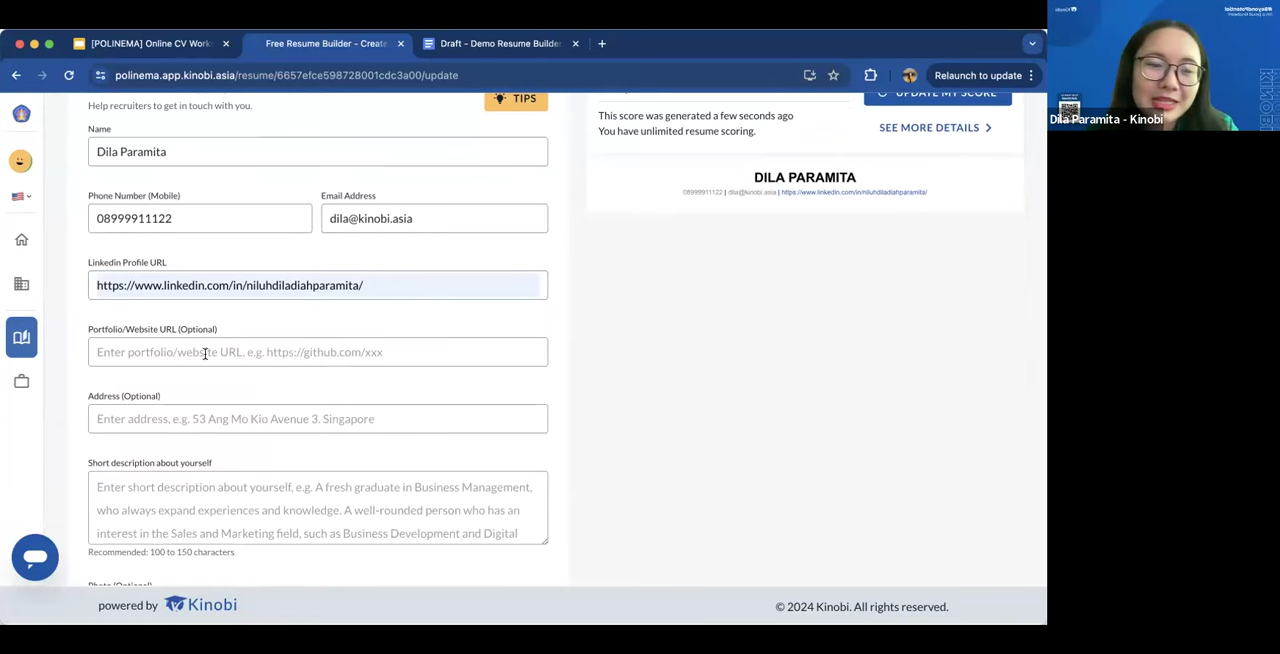 [POLINEMA] Online CV Work
Free Resume Builder - Create
Draft - Demo Resume Builder
polinema.app.kinobi.asia/resume/6657efce598728001cdc3a00/update
Relaunch to update
Help recruiters to get in touch with you.
TIPS
Name
Dila Paramita
Phone Number (Mobile)
Email Address
08999911122
dila@kinobi.asia
Linkedin Profile URL
https://www.linkedin.com/in/niluhdiladiahparamita/
Portfolio/Website URL (Optional)
Enter portfolio/website URL. e.g. https://github.com/xxx
Address (Optional)
Enter address, e.g. 53 Ang Mo Kio Avenue 3. Singapore
Short description about yourself
Enter short description about yourself, e.g. A fresh graduate in Business Management,
who always expand experiences and knowledge. A well-rounded person who has an
interest in the Sales and Marketing field, such as Business Development and Digital
Recommended: 100 to 150 characters
Photo (Optional)
UPDATE MY SCORE
This score was generated a few seconds ago
You have unlimited resume scoring.
SEE MORE DETAILS
DILA PARAMITA
08999911122 | dila@kinobi.asia | https://www.linkedin.com/in/niluhdiladiahparamita/
powered by Kinobi
© 2024 Kinobi. All rights reserved.
Dila Paramita - Kinobi